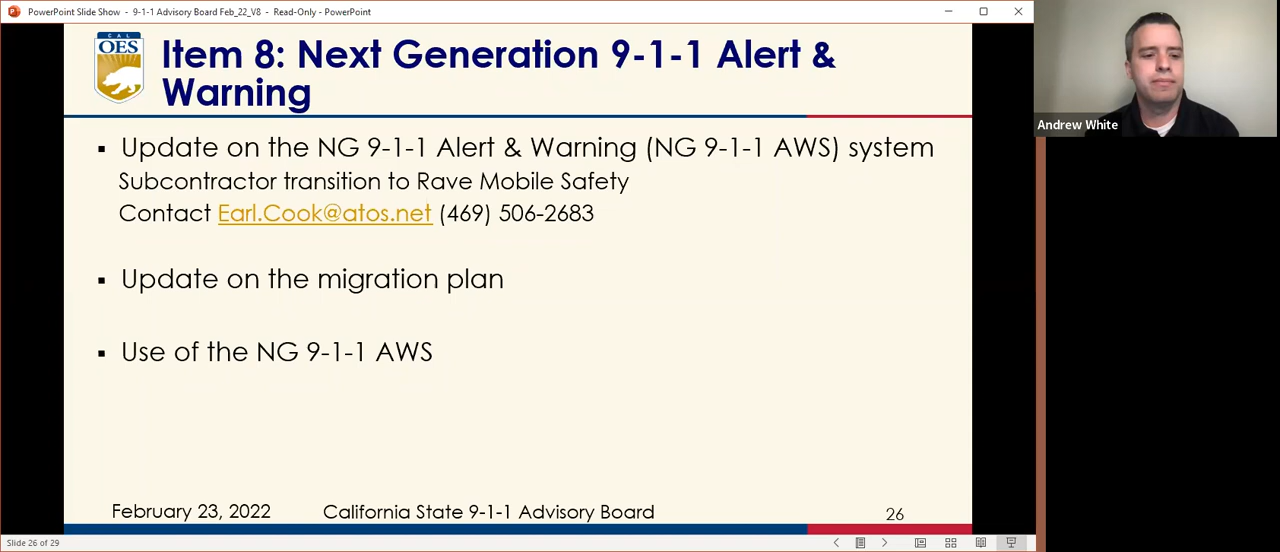 PowerPoint Slide Show - 9-1-1 Advisory Board Feb_22_V8 - Read-Only - PowerPoint
CAL
OES
Item 8: Next Generation 9-1-1 Alert &
Warning
Andrew White
▪ Update on the NG 9-1-1 Alert & Warning (NG 9-1-1 AWS) system
Subcontractor transition to Rave Mobile Safety
Contact Earl.Cook@atos.net (469) 506-2683
▪ Update on the migration plan
▪ Use of the NG 9-1-1 AWS
February 23, 2022 California State 9-1-1 Advisory Board 26
Slide 26 of 29